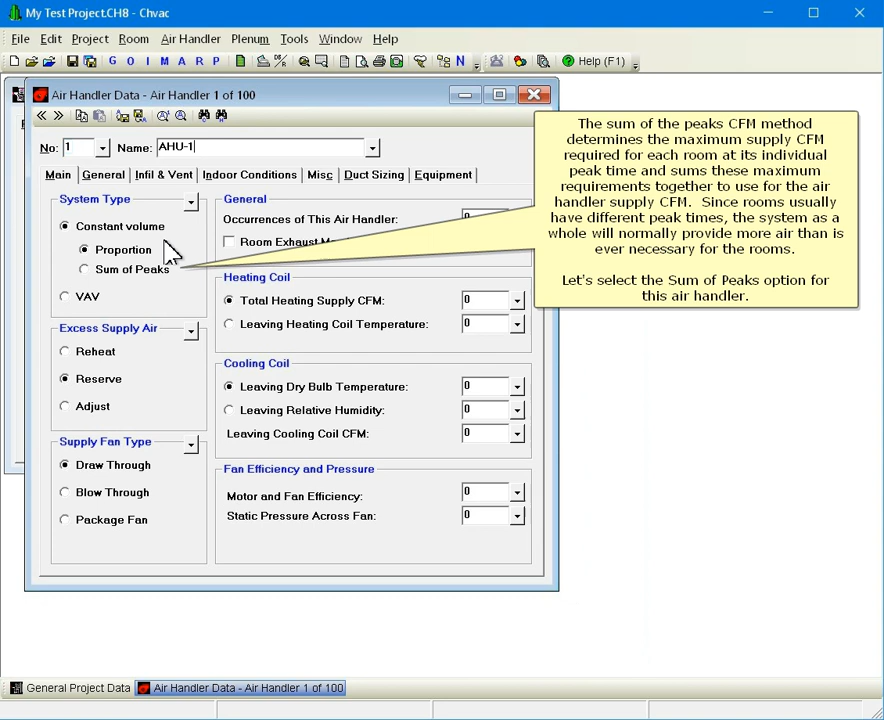 My Test Project.CH8 - Chvac
File Edit Project Room Air Handler Plenum Tools Window Help
G O I M A R P N Help (F1)
Air Handler Data - Air Handler 1 of 100
No: 1 Name: AHU-1
Main General Infil & Vent Indoor Conditions Misc Duct Sizing Equipment
System Type
Constant volume
Proportion
Sum of Peaks
VAV
Excess Supply Air
Reheat
Reserve
Adjust
Supply Fan Type
Draw Through
Blow Through
Package Fan
General
Occurrences of This Air Handler:
Room Exhaust
Heating Coil
Total Heating Supply CFM: 0
Leaving Heating Coil Temperature: 0
Cooling Coil
Leaving Dry Bulb Temperature: 0
Leaving Relative Humidity: 0
Leaving Cooling Coil CFM: 0
Fan Efficiency and Pressure
Motor and Fan Efficiency: 0
Static Pressure Across Fan: 0
The sum of the peaks CFM method
determines the maximum supply CFM
required for each room at its individual
peak time and sums these maximum
requirements together to use for the air
handler supply CFM. Since rooms usually
have different peak times, the system as a
whole will normally provide more air than is
ever necessary for the rooms.
Let's select the Sum of Peaks option for
this air handler.
General Project Data Air Handler Data - Air Handler 1 of 100